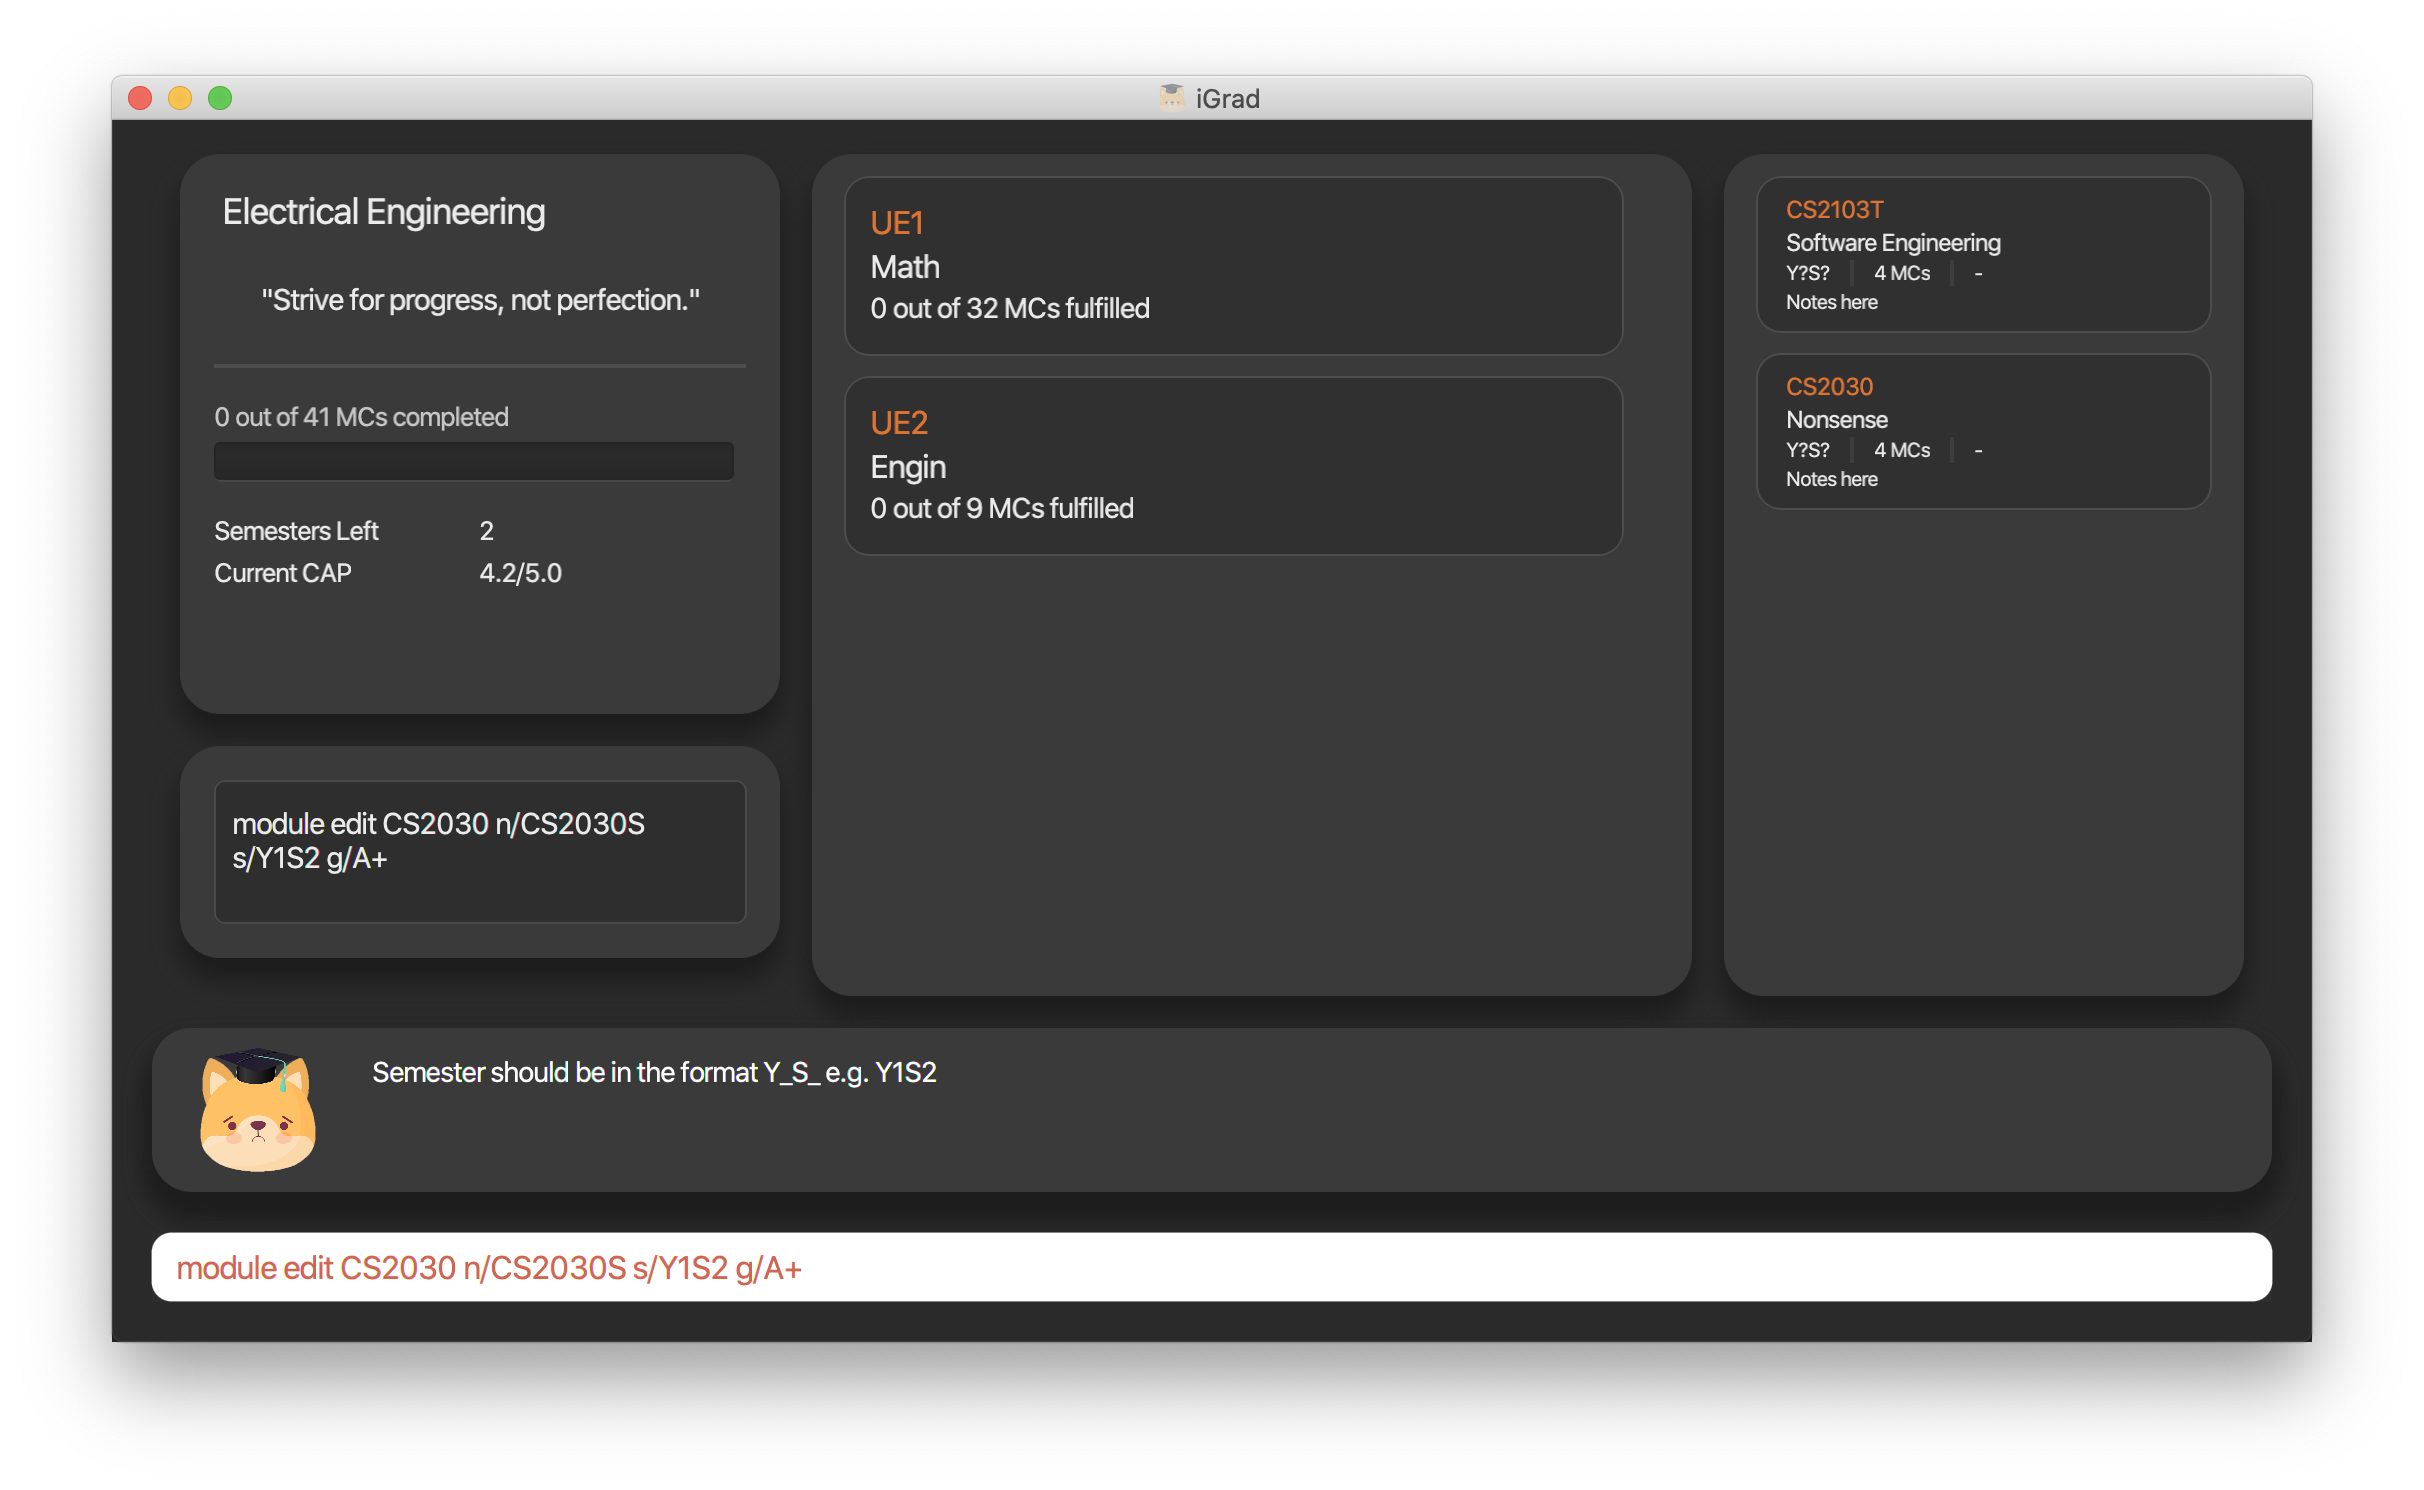 iGrad
Electrical Engineering
"Strive for progress, not perfection."
0 out of 41 MCs completed
Semesters Left 2
Current CAP 4.2/5.0
module edit CS2030 n/CS2030S
s/Y1S2 g/A+
UE1
Math
0 out of 32 MCs fulfilled
UE2
Engin
0 out of 9 MCs fulfilled
CS2103T
Software Engineering
Y?S? 4 MCs -
Notes here
CS2030
Nonsense
Y?S? 4 MCs -
Notes here
Semester should be in the format Y_S_ e.g. Y1S2
module edit CS2030 n/CS2030S s/Y1S2 g/A+